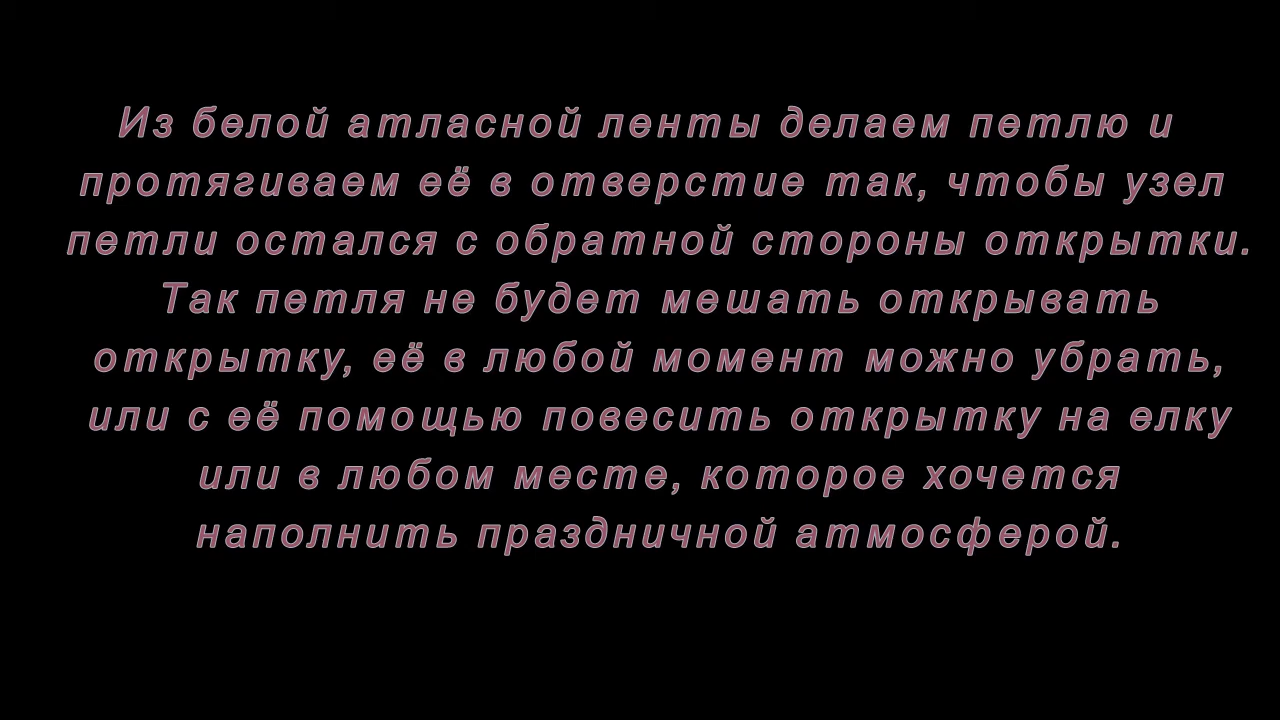 Из белой атласной ленты делаем петлю и
протягиваем её в отверстие так, чтобы узел
петли остался с обратной стороны открытки.
Так петля не будет мешать открывать
открытку, её в любой момент можно убрать,
или с её помощью повесить открытку на елку
или в любом месте, которое хочется
наполнить праздничной атмосферой.